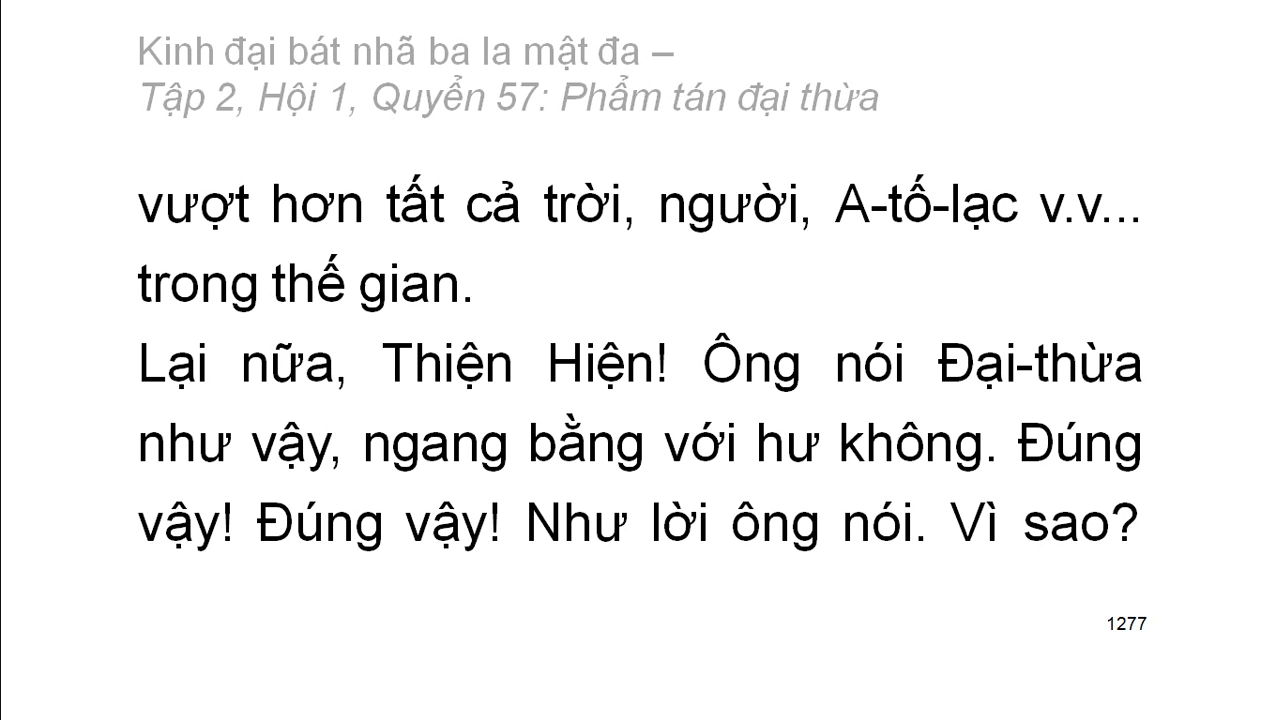 Kinh đại bát nhã ba la mật đa –
Tập 2, Hội 1, Quyển 57: Phẩm tán đại thừa
vượt hơn tất cả trời, người, A-tố-lạc v.v...
trong thế gian.
Lại nữa, Thiện Hiện! Ông nói Đại-thừa
như vậy, ngang bằng với hư không. Đúng
vậy! Đúng vậy! Như lời ông nói. Vì sao?
1277